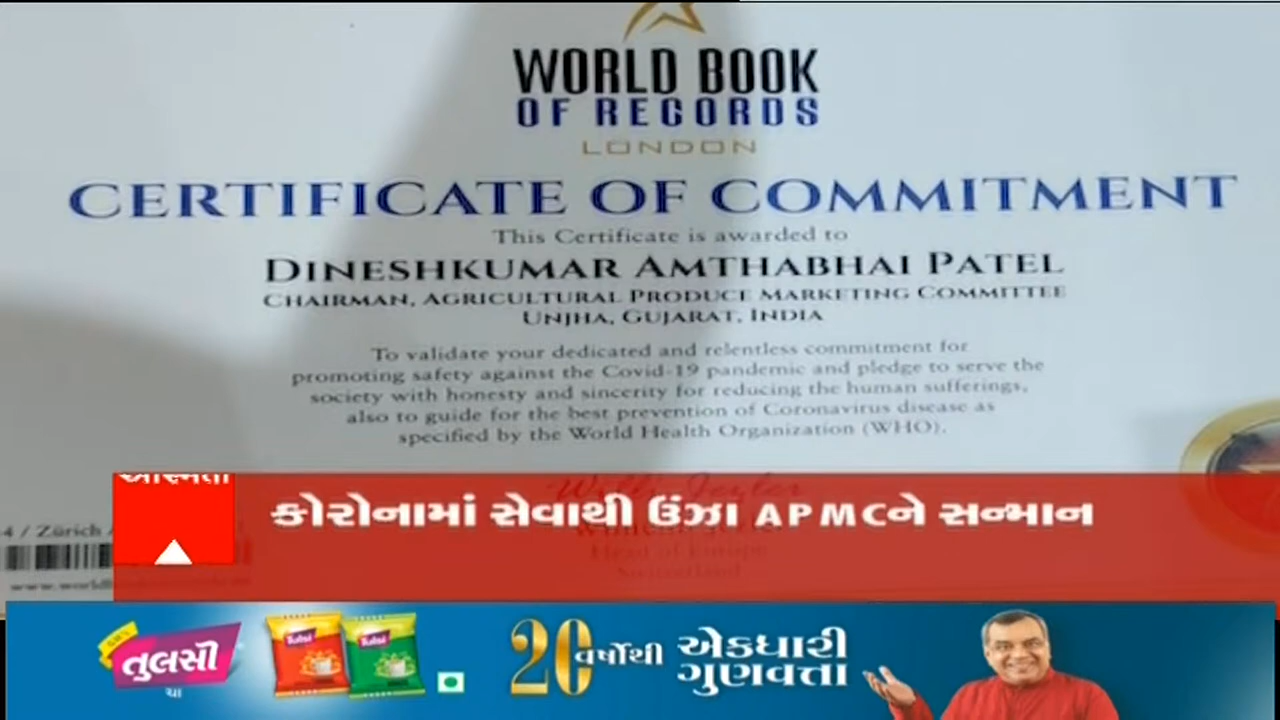 WORLD BOOK
OF RECORDS
LONDON
CERTIFICATE OF COMMITMENT
This Certificate is awarded to
DINESHKUMAR AMTHABHAI PATEL
CHAIRMAN, AGRICULTURAL PRODUCE MARKETING COMMITTEE
UNJHA, GUJARAT, INDIA
To validate your dedicated and relentless commitment for
promoting safety against the Covid-19 pandemic and pledge to serve the
society with honesty and sincerity for reducing the human sufferings,
also to guide for the best prevention of Coronavirus disease as
specified by the World Health Organization (WHO).
4 / Zürich
કોરોનામાં સેવાથી ઉંઝા APMCને સન્માન
તુલસી
ચા
Tulsi
Tulsi
20 વર્ષોથી
એકધારી
ગુણવત્તા